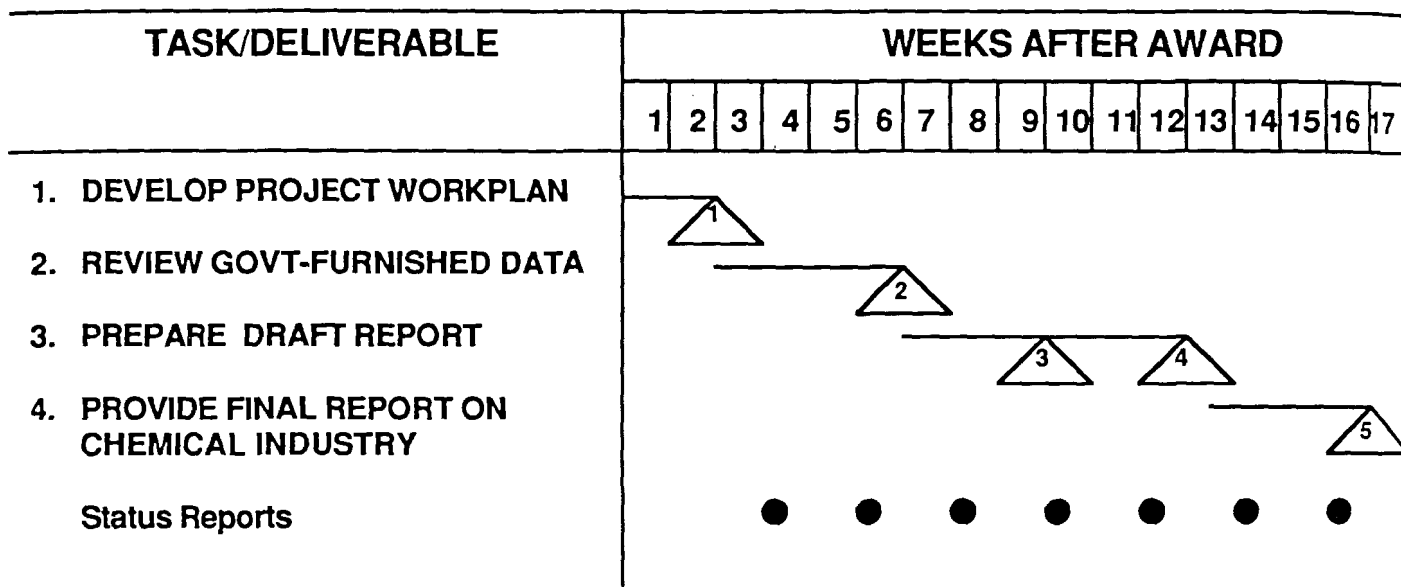 TASK/DELIVERABLE
WEEKS AFTER AWARD
1 2 3 4 5 6 7 8 9 10 11 12 13 14 15 16 17
1. DEVELOP PROJECT WORKPLAN
1
2. REVIEW GOVT-FURNISHED DATA
2
3. PREPARE DRAFT REPORT
3 4
4. PROVIDE FINAL REPORT ON
CHEMICAL INDUSTRY
5
Status Reports